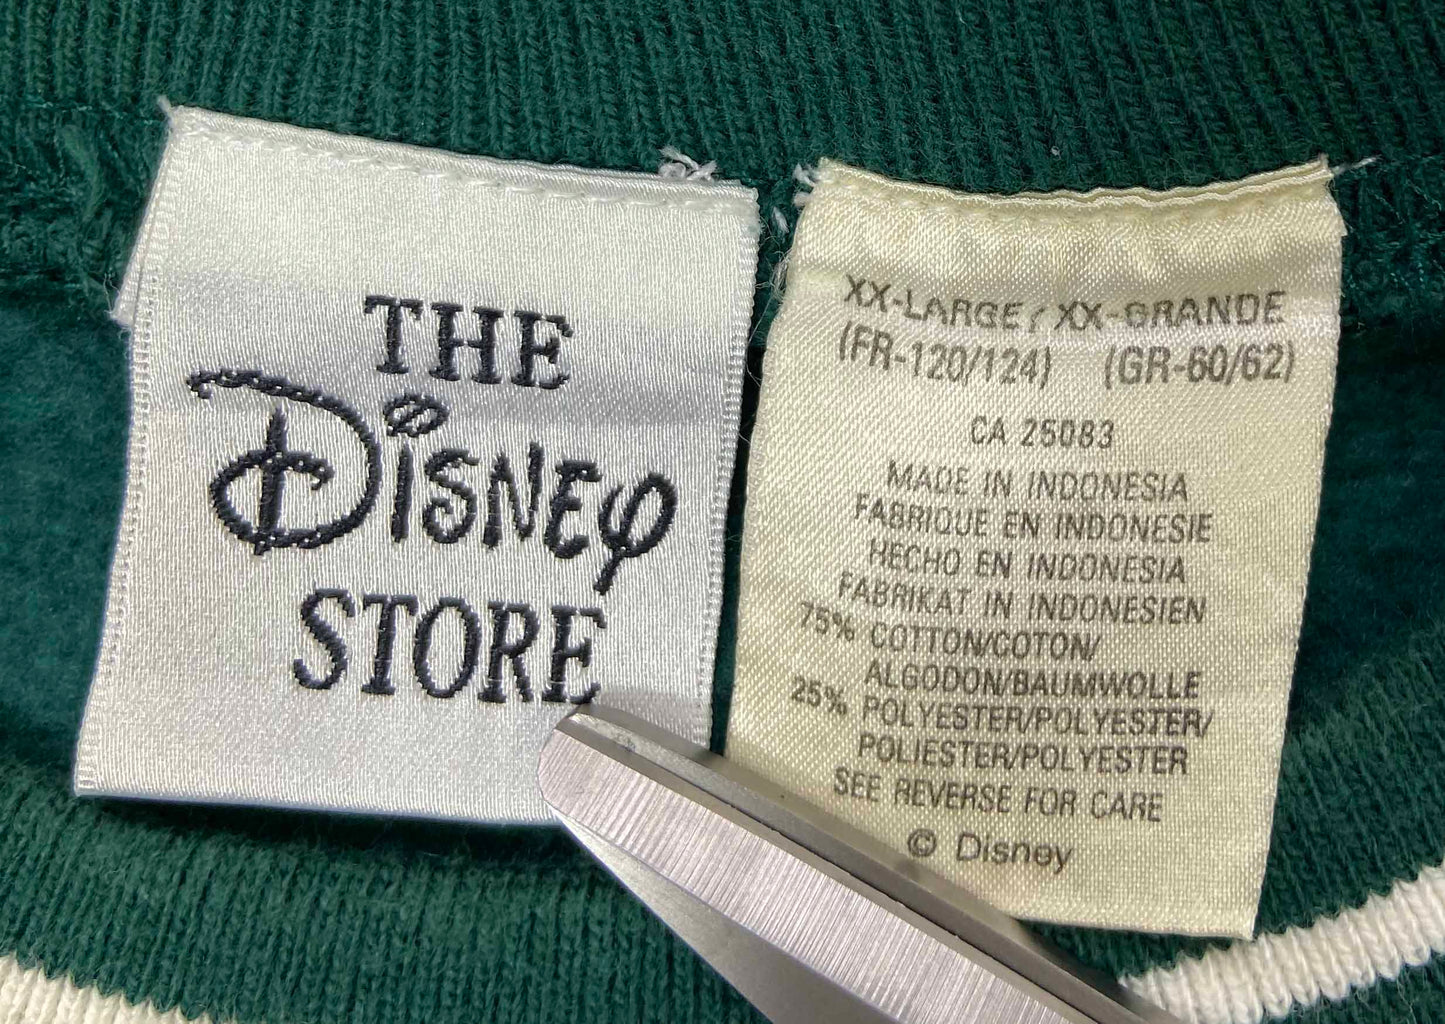 THE
DISNEY
STORE
XX-LARGE / XX-GRANDE
(FR-120/124) (GR-60/62)
CA 25083
MADE IN INDONESIA
FABRIQUE EN INDONESIE
HECHO EN INDONESIA
FABRIKAT IN INDONESIEN
75% COTTON/COTON/
ALGODON/BAUMWOLLE
25% POLYESTER/POLYESTER/
POLIESTER/POLYESTER
SEE REVERSE FOR CARE
© Disney